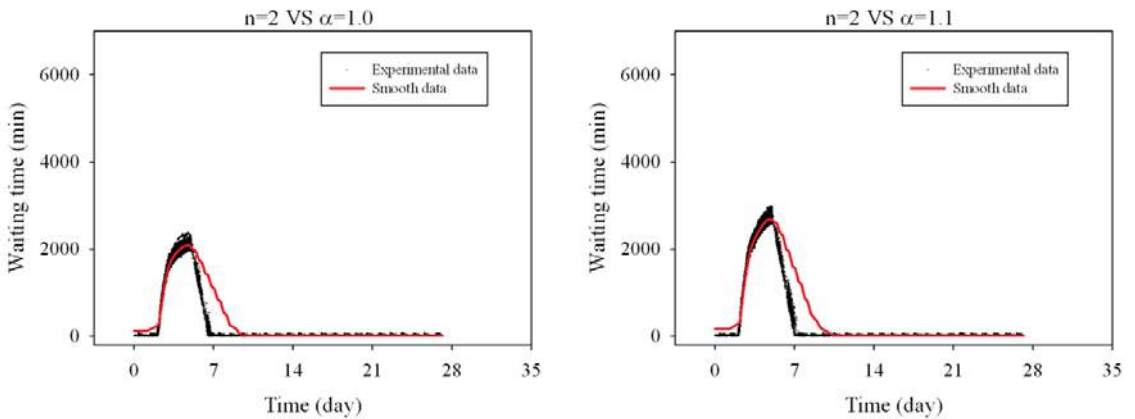 n=2 VS α=1.0
Experimental data
Smooth data
Waiting time (min)
6000
4000
2000
0
0 7 14 21 28 35
Time (day)
n=2 VS α=1.1
Experimental data
Smooth data
Waiting time (min)
6000
4000
2000
0
0 7 14 21 28 35
Time (day)